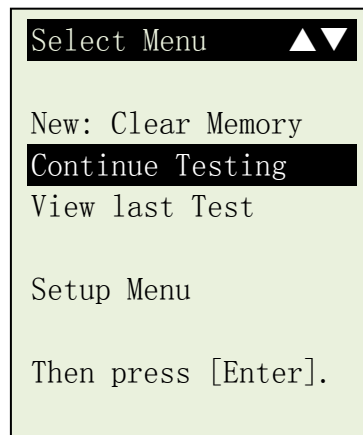 Select Menu ▲▼
New: Clear Memory
Continue Testing
View last Test
Setup Menu
Then press [Enter].